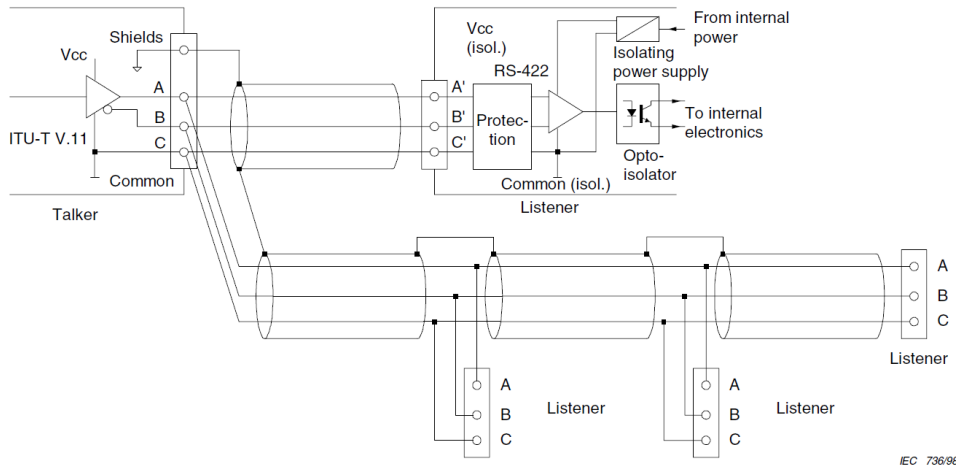 Shields
Vcc
A
B
C
ITU-T V.11
Common
Talker
Vcc
(isol.)
RS-422
A'
B'
C'
Protec-
tion
Common (isol.)
Listener
From internal
power
Isolating
power supply
To internal
electronics
Opto-
isolator
A
B
C
Listener
A
B
C
Listener
A
B
C
Listener
IEC 736/98